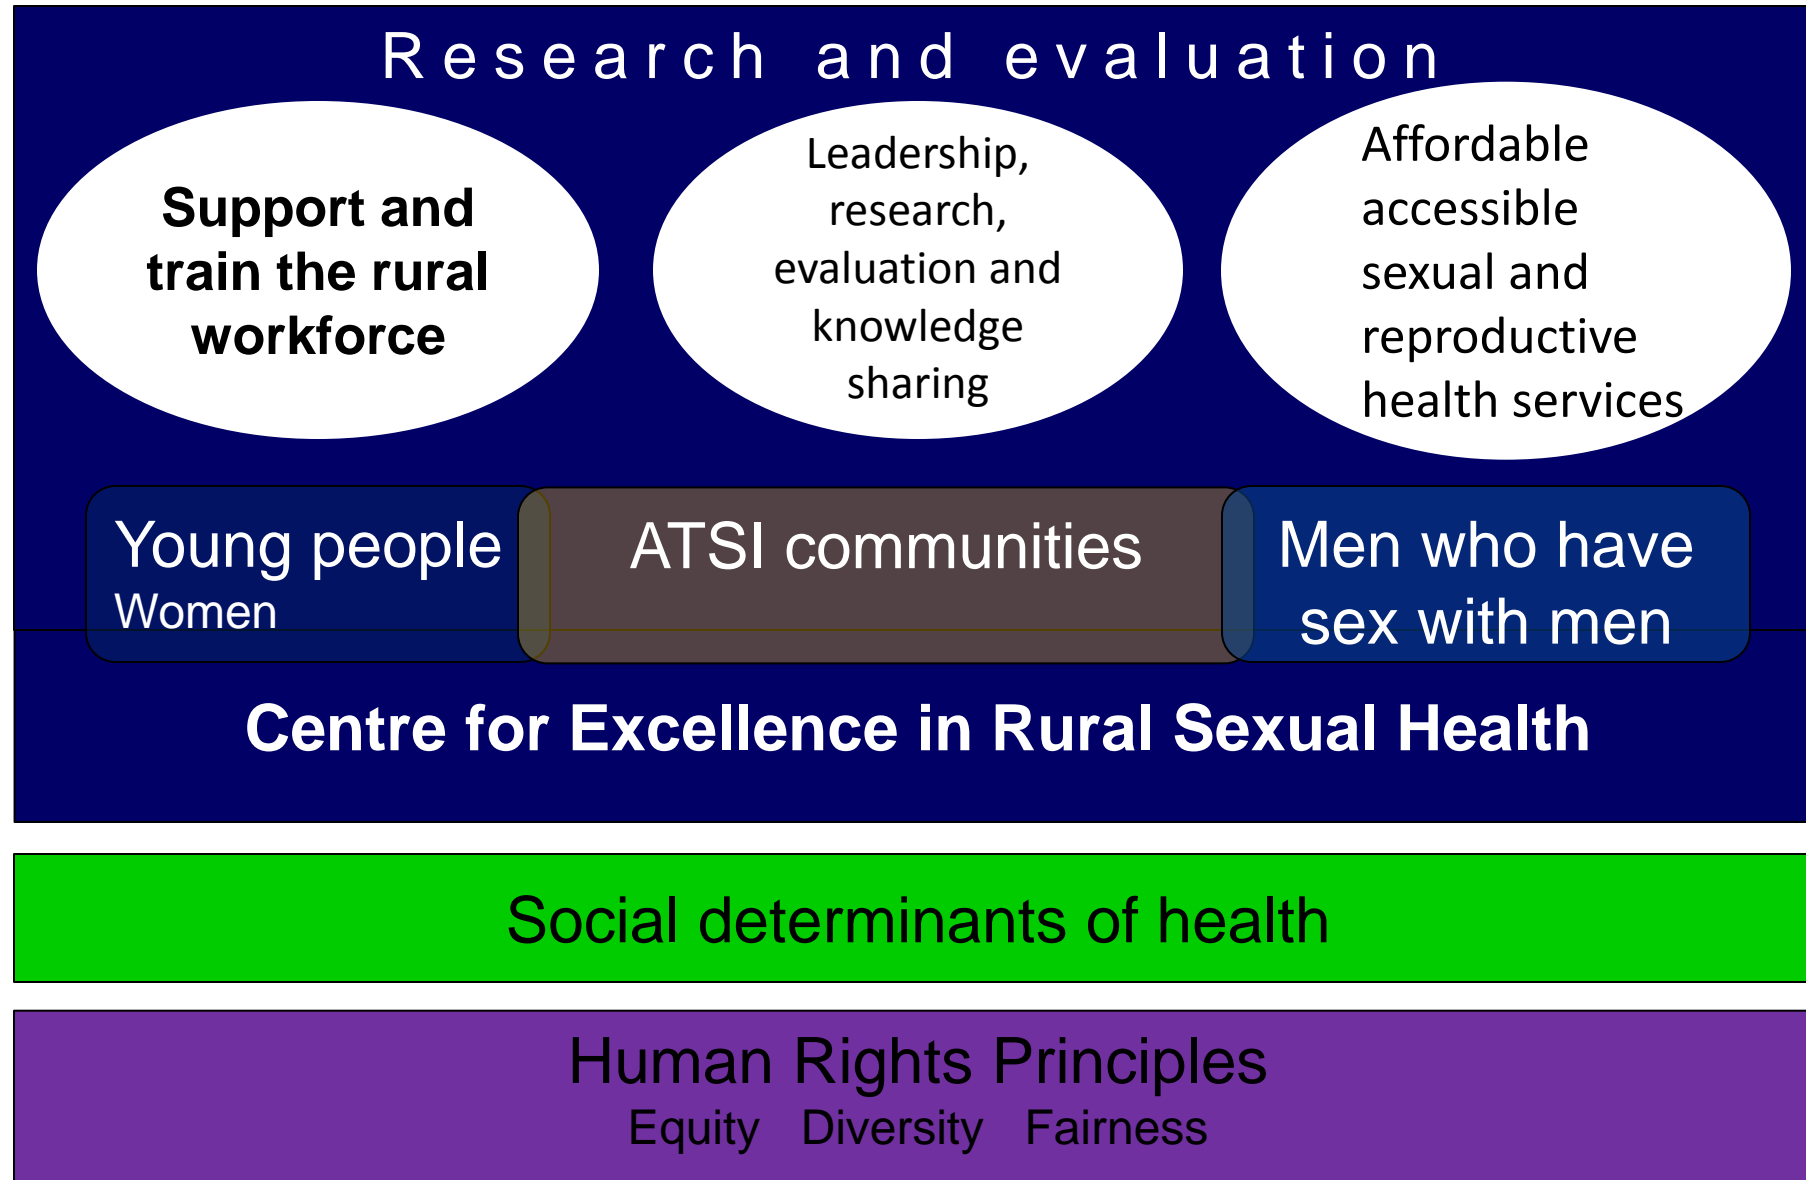 Research and evaluation
Support and
train the rural
workforce
Leadership,
research,
evaluation and
knowledge
sharing
Affordable
accessible
sexual and
reproductive
health services
Young people
Women
ATSI communities
Men who have
sex with men
Centre for Excellence in Rural Sexual Health
Social determinants of health
Human Rights Principles
Equity Diversity Fairness